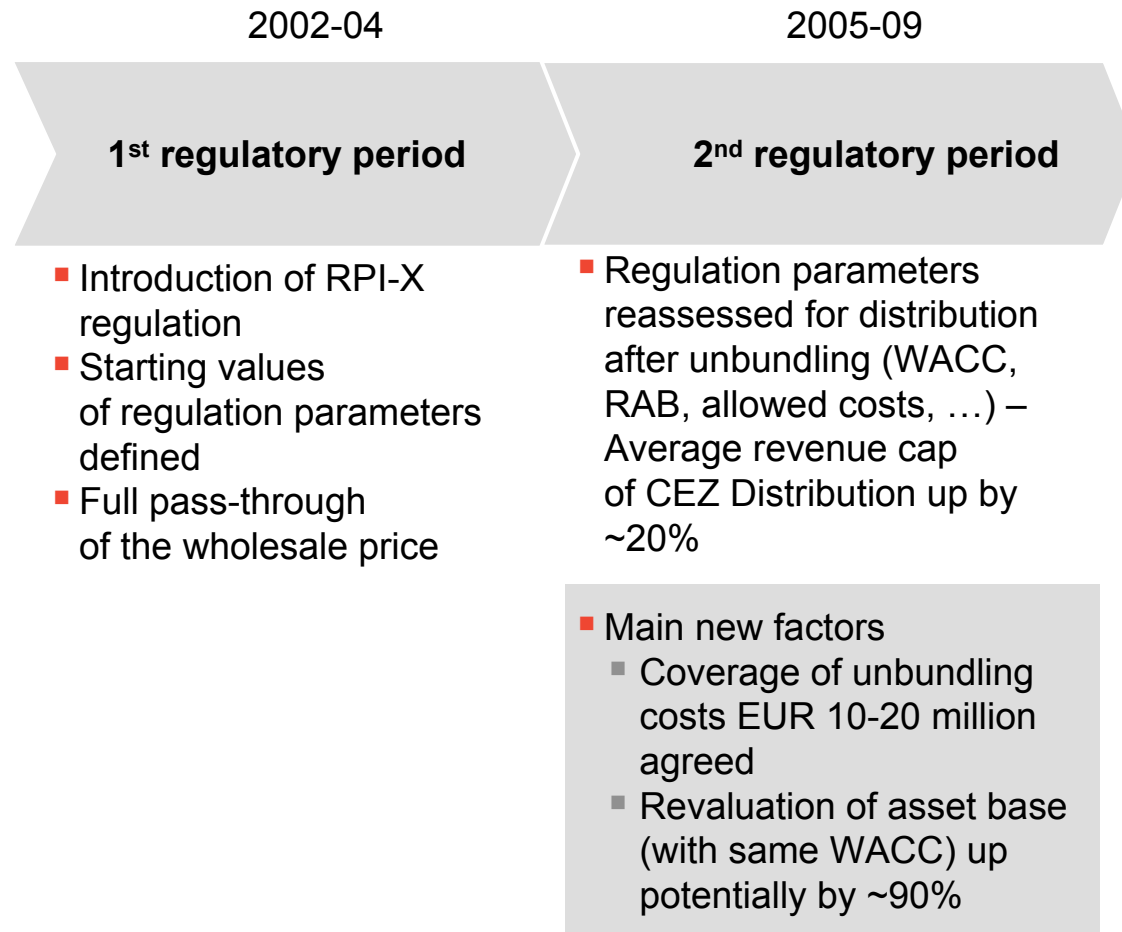 2002-04
2005-09
1st regulatory period
2nd regulatory period
▪ Introduction of RPI-X
regulation
▪ Starting values
of regulation parameters
defined
▪ Full pass-through
of the wholesale price
▪ Regulation parameters
reassessed for distribution
after unbundling (WACC,
RAB, allowed costs, …) –
Average revenue cap
of CEZ Distribution up by
~20%
▪ Main new factors
▪ Coverage of unbundling
costs EUR 10-20 million
agreed
▪ Revaluation of asset base
(with same WACC) up
potentially by ~90%